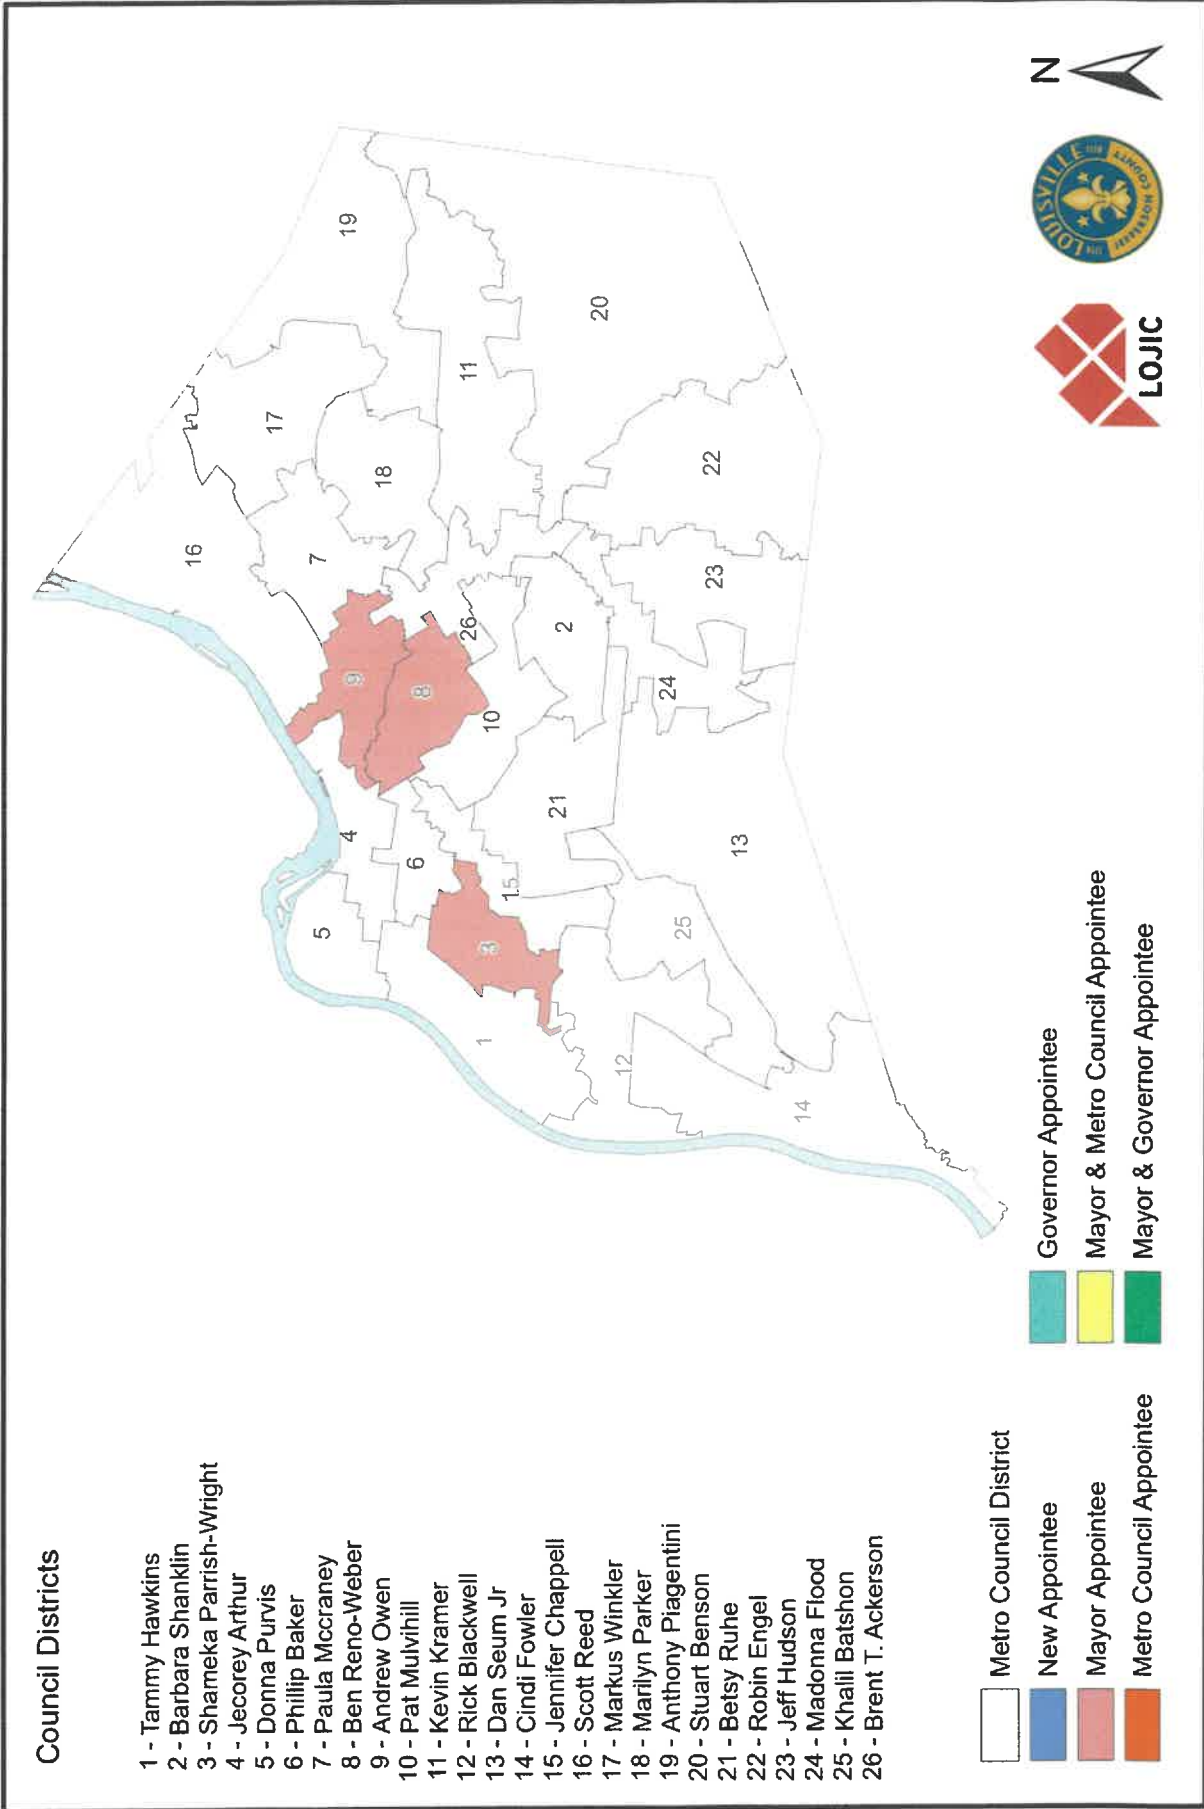 Council Districts
1 - Tammy Hawkins
2 - Barbara Shanklin
3 - Shameka Parrish-Wright
4 - Jecorey Arthur
5 - Donna Purvis
6 - Phillip Baker
7 - Paula Mccraney
8 - Ben Reno-Weber
9 - Andrew Owen
10 - Pat Mulvihill
11 - Kevin Kramer
12 - Rick Blackwell
13 - Dan Seum Jr
14 - Cindi Fowler
15 - Jennifer Chappell
16 - Scott Reed
17 - Markus Winkler
18 - Marilyn Parker
19 - Anthony Piagentini
20 - Stuart Benson
21 - Betsy Ruhe
22 - Robin Engel
23 - Jeff Hudson
24 - Madonna Flood
25 - Khalil Batshon
26 - Brent T. Ackerson
16
17
19
7
18
9
11
8
26
20
4
10
2
5
6
22
3
15
21
24
23
1
25
13
12
14
Metro Council District
New Appointee
Mayor Appointee
Metro Council Appointee
Governor Appointee
Mayor & Metro Council Appointee
Mayor & Governor Appointee
LOJIC
LOUISVILLE
JEFFERSON COUNTY
1778
N